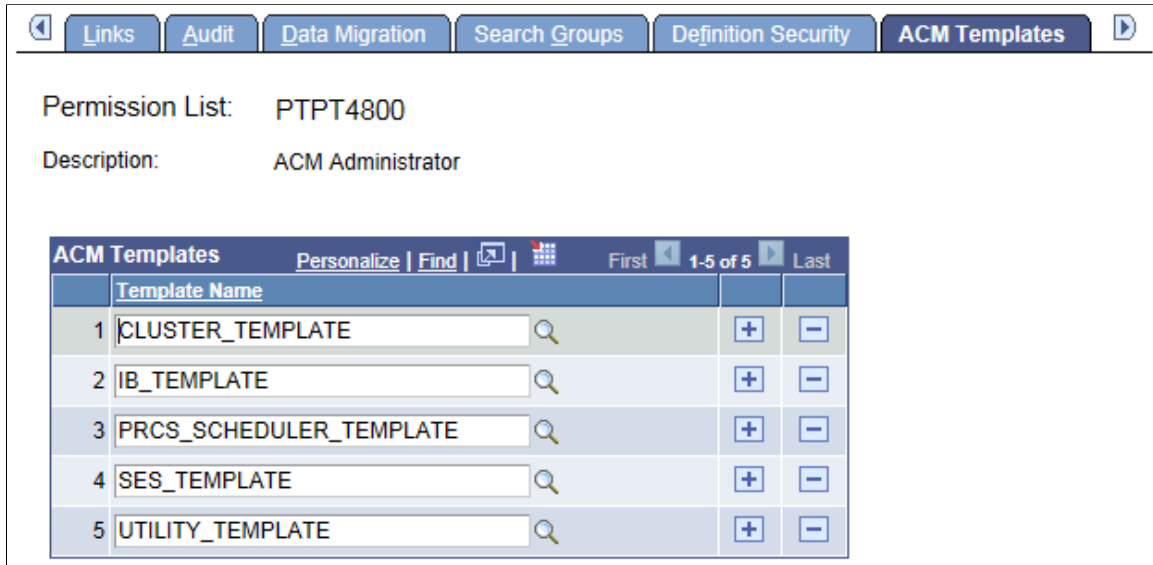 Links Audit Data Migration Search Groups Definition Security ACM Templates
Permission List: PTPT4800
Description: ACM Administrator
ACM Templates Personalize | Find | | First 1-5 of 5 Last
Template Name
1 CLUSTER_TEMPLATE
2 IB_TEMPLATE
3 PRCS_SCHEDULER_TEMPLATE
4 SES_TEMPLATE
5 UTILITY_TEMPLATE